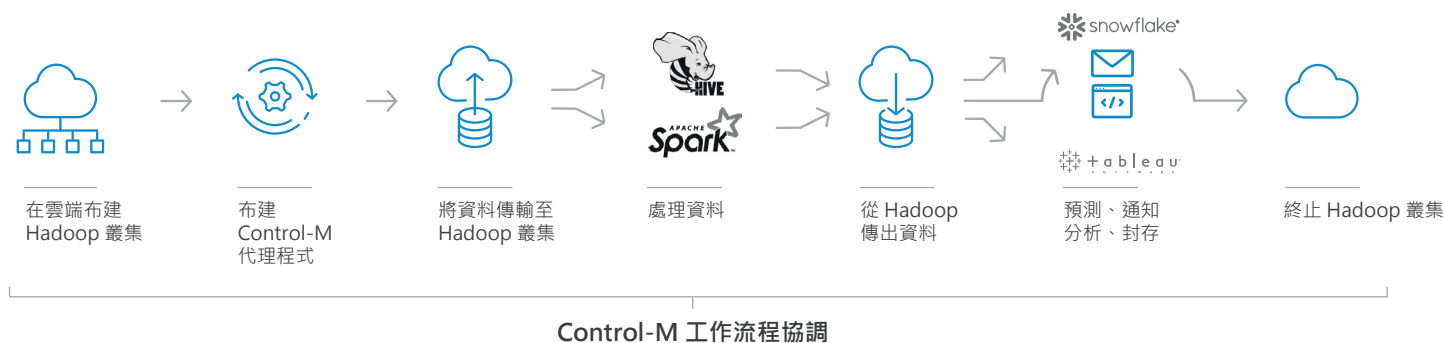 snowflake
HIVE
APACHE
Spark™
</>
+ a b l e a u
S O F T W A R E
在雲端布建
Hadoop 叢集
布建
Control-M
代理程式
將資料傳輸至
Hadoop 叢集
處理資料
從 Hadoop
傳出資料
預測、通知
分析、封存
終止 Hadoop 叢集
Control-M 工作流程協調